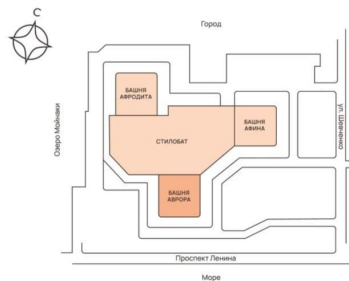 С
Город
БАШНЯ
АФРОДИТА
БАШНЯ
АФИНА
ул. Шевченко
Озеро Мойнаки
СТИЛОБАТ
БАШНЯ
АВРОРА
Проспект Ленина
Море